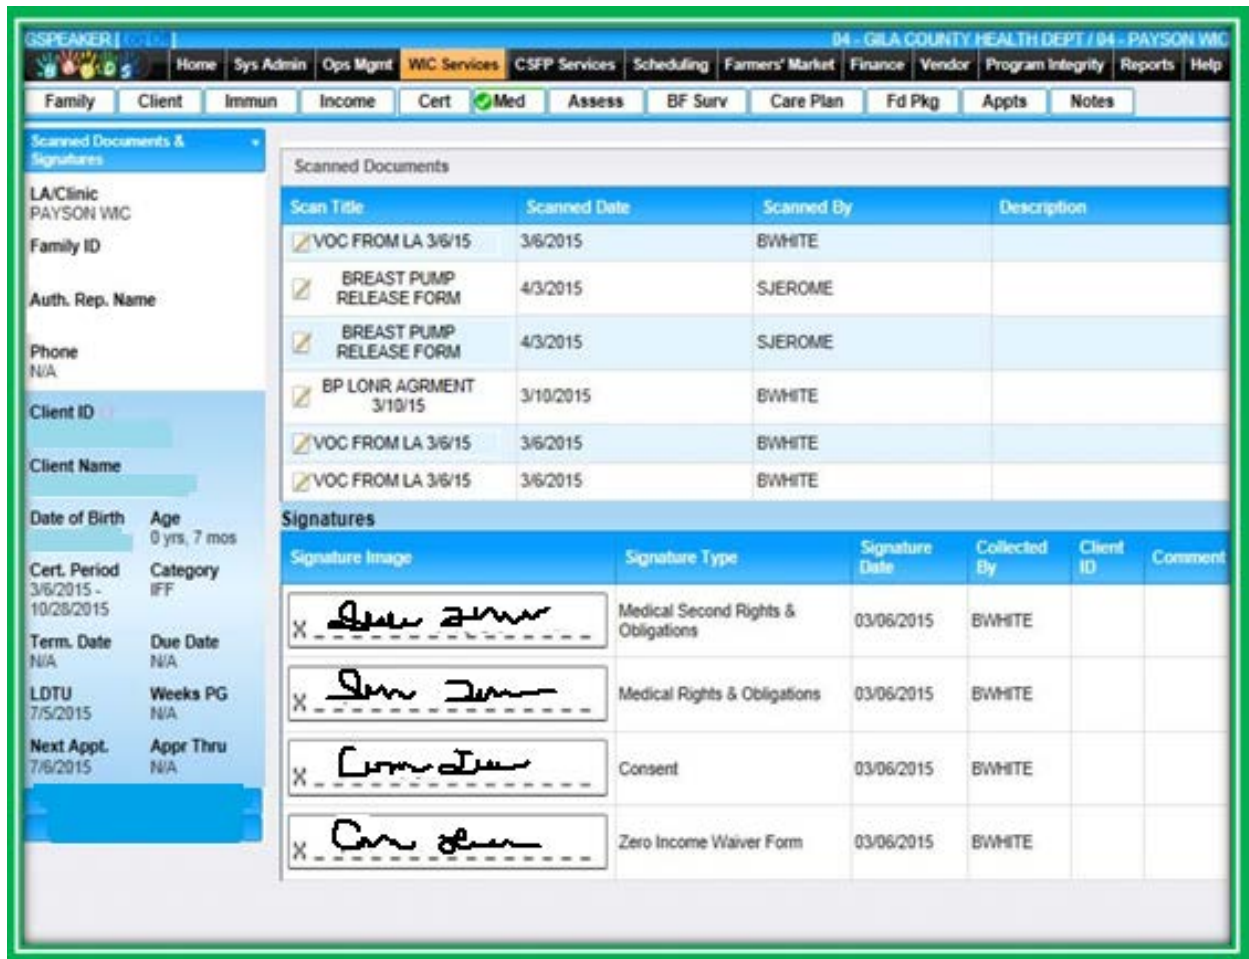 GSPEAKER [ Log Off ]
04 - GILA COUNTY HEALTH DEPT / 04 - PAYSON WIC
HANDS Home Sys Admin Ops Mgmt WIC Services CSFP Services Scheduling Farmers' Market Finance Vendor Program Integrity Reports Help
Family Client Immun Income Cert Med Assess BF Surv Care Plan Fd Pkg Appts Notes
Scanned Documents &
Signatures
LA/Clinic
PAYSON WIC
Family ID
Auth. Rep. Name
Phone
N/A
Client ID
Client Name
Date of Birth Age
0 yrs, 7 mos
Cert. Period Category
3/6/2015 - IFF
10/28/2015
Term. Date Due Date
N/A N/A
LDTU Weeks PG
7/5/2015 N/A
Next Appt. Appr Thru
7/6/2015 N/A
Scanned Documents
Scan Title Scanned Date Scanned By Description
VOC FROM LA 3/6/15 3/6/2015 BWHITE
BREAST PUMP
RELEASE FORM 4/3/2015 SJEROME
BREAST PUMP
RELEASE FORM 4/3/2015 SJEROME
BP LONR AGRMENT
3/10/15 3/10/2015 BWHITE
VOC FROM LA 3/6/15 3/6/2015 BWHITE
VOC FROM LA 3/6/15 3/6/2015 BWHITE
Signatures
Signature Image Signature Type Signature Date Collected By Client ID Comment
X Medical Second Rights &
Obligations 03/06/2015 BWHITE
X Medical Rights & Obligations 03/06/2015 BWHITE
X Consent 03/06/2015 BWHITE
X Zero Income Waiver Form 03/06/2015 BWHITE